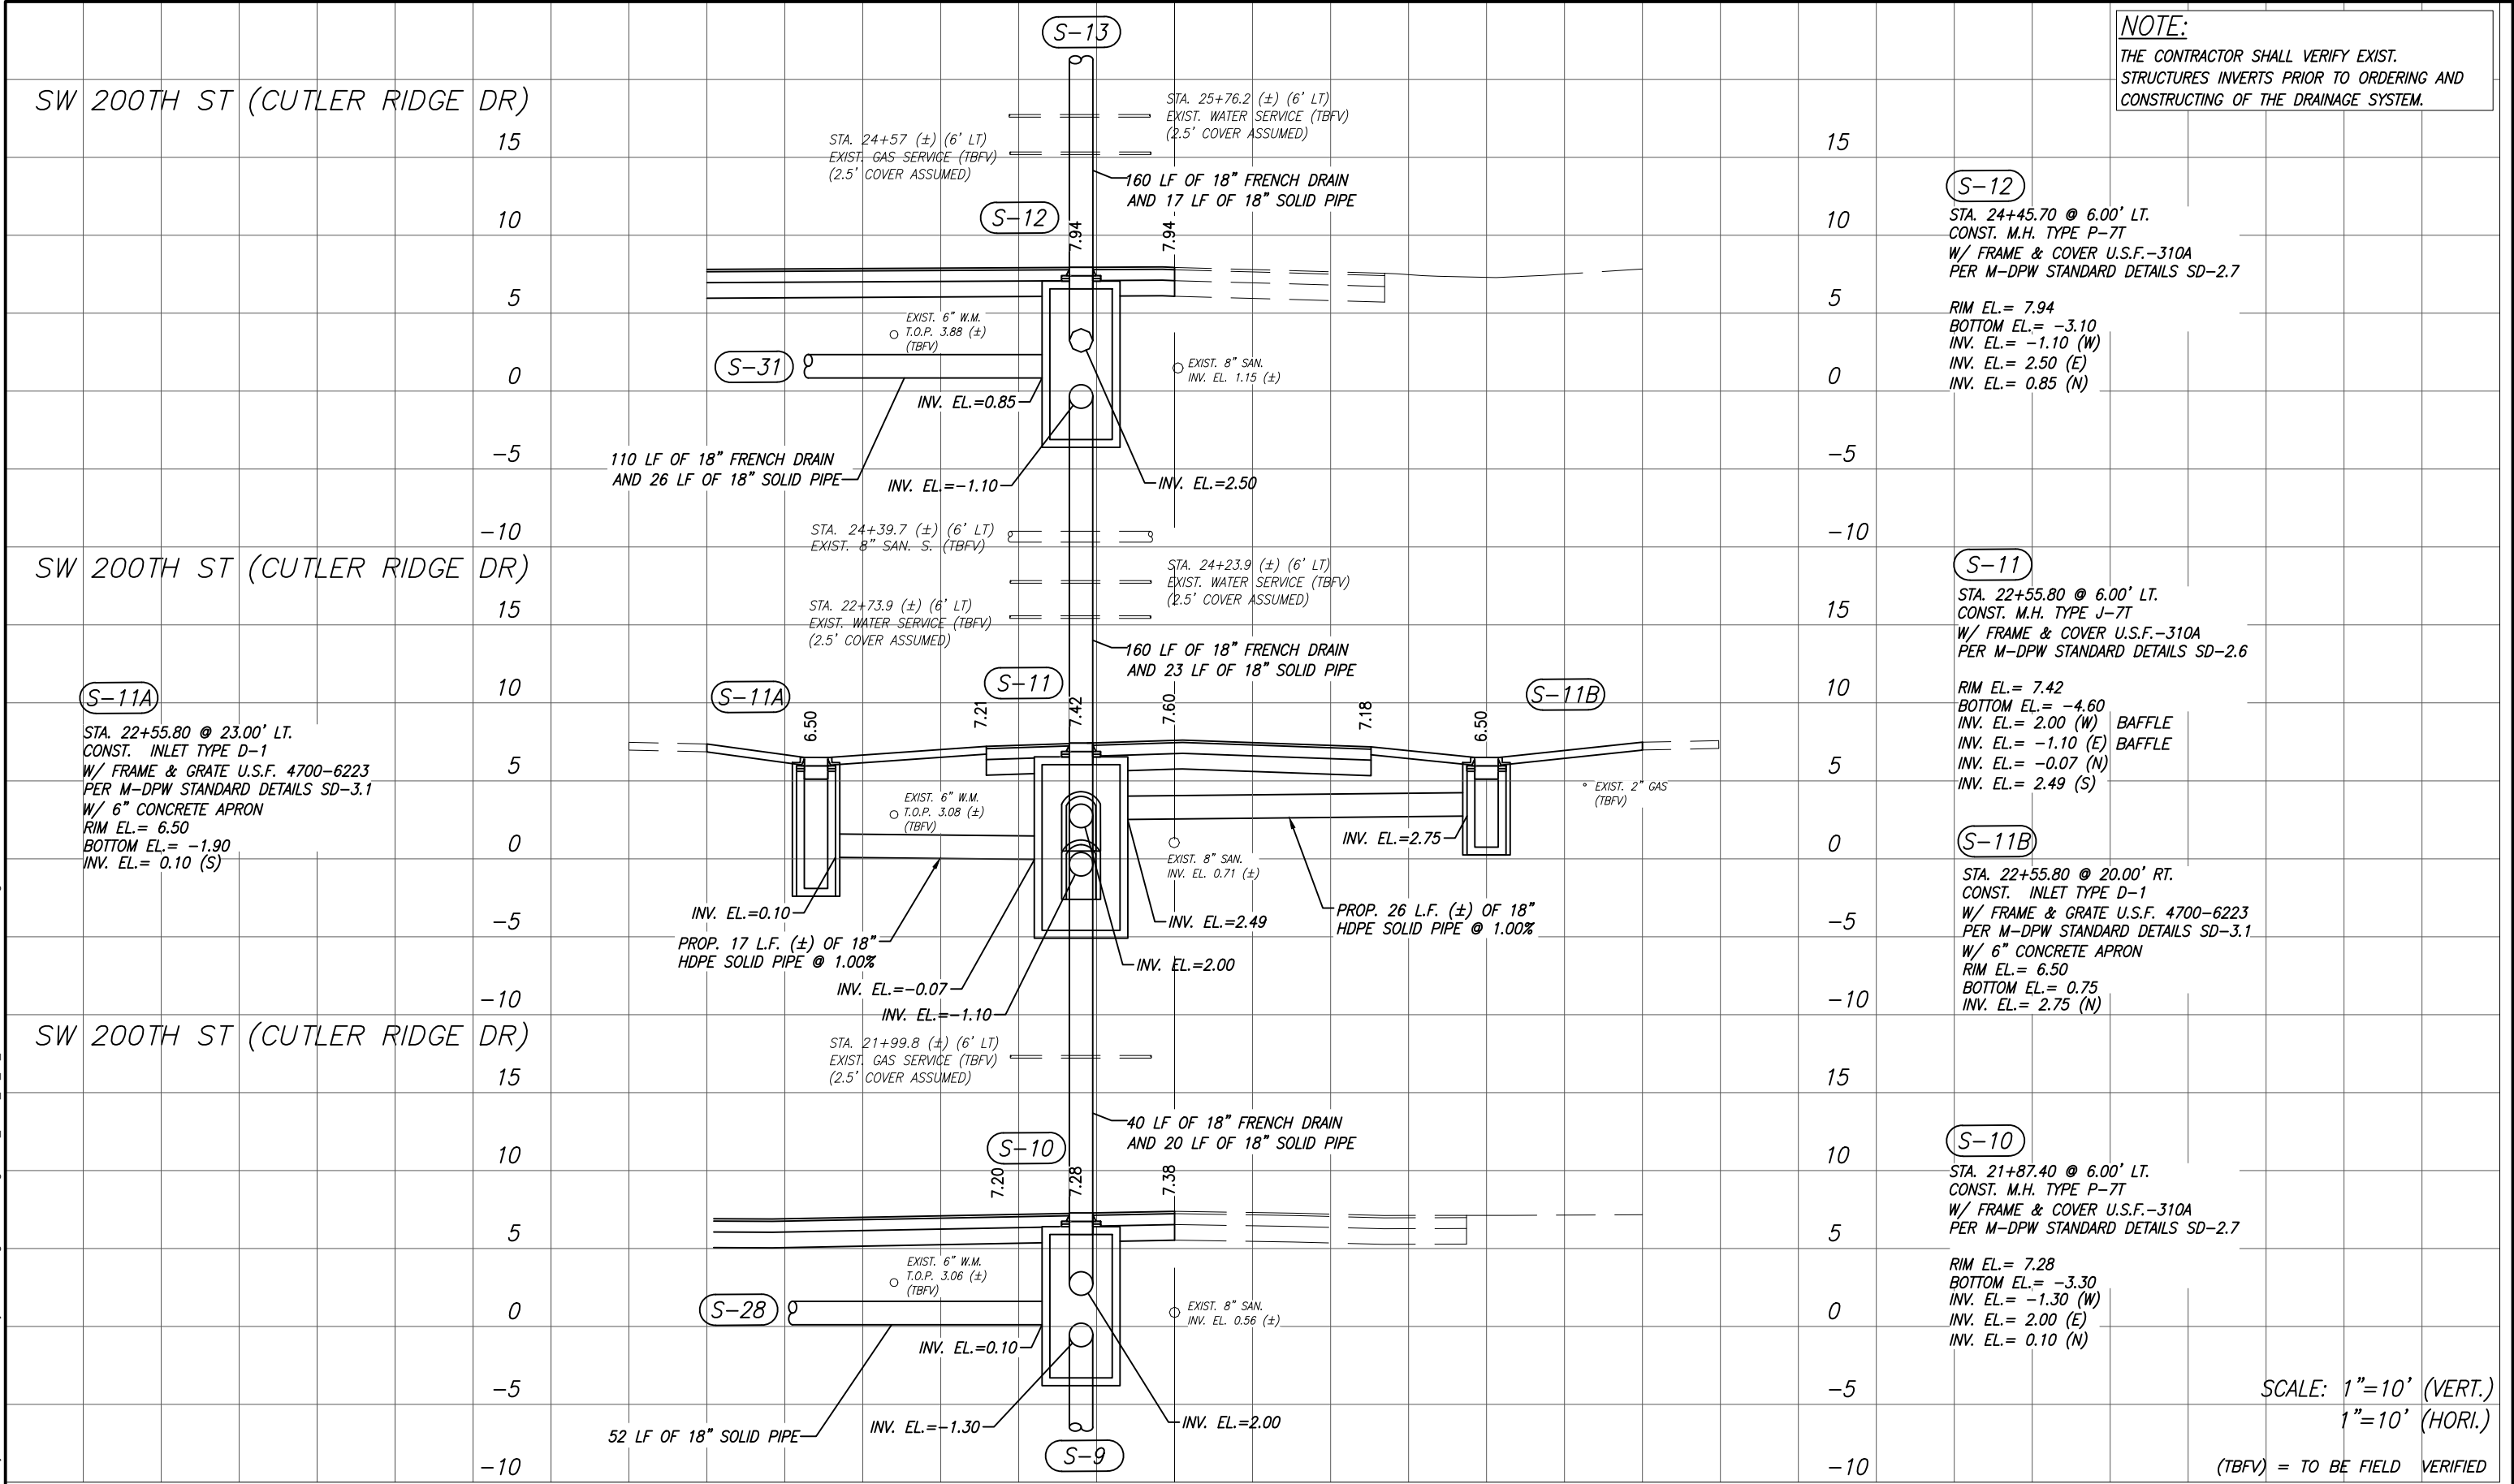 NOTE:
THE CONTRACTOR SHALL VERIFY EXIST.
STRUCTURES INVERTS PRIOR TO ORDERING AND
CONSTRUCTING OF THE DRAINAGE SYSTEM.
S-13
SW 200TH ST (CUTLER RIDGE DR)
STA. 25+76.2 (±) (6' LT)
EXIST. WATER SERVICE (TBFV)
(2.5' COVER ASSUMED)
STA. 24+57 (±) (6' LT)
EXIST. GAS SERVICE (TBFV)
(2.5' COVER ASSUMED)
160 LF OF 18" FRENCH DRAIN
AND 17 LF OF 18" SOLID PIPE
15
10
5
0
-5
-10
15
10
5
0
-5
-10
S-12
7.94
7.94
EXIST. 6" W.M.
T.O.P. 3.88 (±)
(TBFV)
S-31
EXIST. 8" SAN.
INV. EL. 1.15 (±)
INV. EL.=0.85
110 LF OF 18" FRENCH DRAIN
AND 26 LF OF 18" SOLID PIPE
INV. EL.=-1.10
INV. EL.=2.50
S-12
STA. 24+45.70 @ 6.00' LT.
CONST. M.H. TYPE P-7T
W/ FRAME & COVER U.S.F.-310A
PER M-DPW STANDARD DETAILS SD-2.7
RIM EL.= 7.94
BOTTOM EL.= -3.10
INV. EL.= -1.10 (W)
INV. EL.= 2.50 (E)
INV. EL.= 0.85 (N)
STA. 24+39.7 (±) (6' LT)
EXIST. 8" SAN. S. (TBFV)
SW 200TH ST (CUTLER RIDGE DR)
STA. 24+23.9 (±) (6' LT)
EXIST. WATER SERVICE (TBFV)
(2.5' COVER ASSUMED)
STA. 22+73.9 (±) (6' LT)
EXIST. WATER SERVICE (TBFV)
(2.5' COVER ASSUMED)
160 LF OF 18" FRENCH DRAIN
AND 23 LF OF 18" SOLID PIPE
15
10
5
0
-5
-10
15
10
5
0
-5
-10
S-11A
STA. 22+55.80 @ 23.00' LT.
CONST. INLET TYPE D-1
W/ FRAME & GRATE U.S.F. 4700-6223
PER M-DPW STANDARD DETAILS SD-3.1
W/ 6" CONCRETE APRON
RIM EL.= 6.50
BOTTOM EL.= -1.90
INV. EL.= 0.10 (S)
S-11A
S-11
S-11B
6.50
7.21
7.42
7.60
7.18
6.50
EXIST. 6" W.M.
T.O.P. 3.08 (±)
(TBFV)
EXIST. 2" GAS
(TBFV)
EXIST. 8" SAN.
INV. EL. 0.71 (±)
INV. EL.=2.75
INV. EL.=0.10
PROP. 17 L.F. (±) OF 18"
HDPE SOLID PIPE @ 1.00%
INV. EL.=2.49
PROP. 26 L.F. (±) OF 18"
HDPE SOLID PIPE @ 1.00%
INV. EL.=2.00
INV. EL.=-0.07
INV. EL.=-1.10
S-11
STA. 22+55.80 @ 6.00' LT.
CONST. M.H. TYPE J-7T
W/ FRAME & COVER U.S.F.-310A
PER M-DPW STANDARD DETAILS SD-2.6
RIM EL.= 7.42
BOTTOM EL.= -4.60
INV. EL.= 2.00 (W) BAFFLE
INV. EL.= -1.10 (E) BAFFLE
INV. EL.= -0.07 (N)
INV. EL.= 2.49 (S)
S-11B
STA. 22+55.80 @ 20.00' RT.
CONST. INLET TYPE D-1
W/ FRAME & GRATE U.S.F. 4700-6223
PER M-DPW STANDARD DETAILS SD-3.1
W/ 6" CONCRETE APRON
RIM EL.= 6.50
BOTTOM EL.= 0.75
INV. EL.= 2.75 (N)
SW 200TH ST (CUTLER RIDGE DR)
STA. 21+99.8 (±) (6' LT)
EXIST. GAS SERVICE (TBFV)
(2.5' COVER ASSUMED)
40 LF OF 18" FRENCH DRAIN
AND 20 LF OF 18" SOLID PIPE
15
10
5
0
-5
-10
15
10
5
0
-5
-10
S-10
7.20
7.28
7.38
EXIST. 6" W.M.
T.O.P. 3.06 (±)
(TBFV)
S-28
EXIST. 8" SAN.
INV. EL. 0.56 (±)
INV. EL.=0.10
52 LF OF 18" SOLID PIPE
INV. EL.=-1.30
INV. EL.=2.00
S-9
S-10
STA. 21+87.40 @ 6.00' LT.
CONST. M.H. TYPE P-7T
W/ FRAME & COVER U.S.F.-310A
PER M-DPW STANDARD DETAILS SD-2.7
RIM EL.= 7.28
BOTTOM EL.= -3.30
INV. EL.= -1.30 (W)
INV. EL.= 2.00 (E)
INV. EL.= 0.10 (N)
SCALE: 1"=10' (VERT.)
1"=10' (HORI.)
(TBFV) = TO BE FIELD VERIFIED